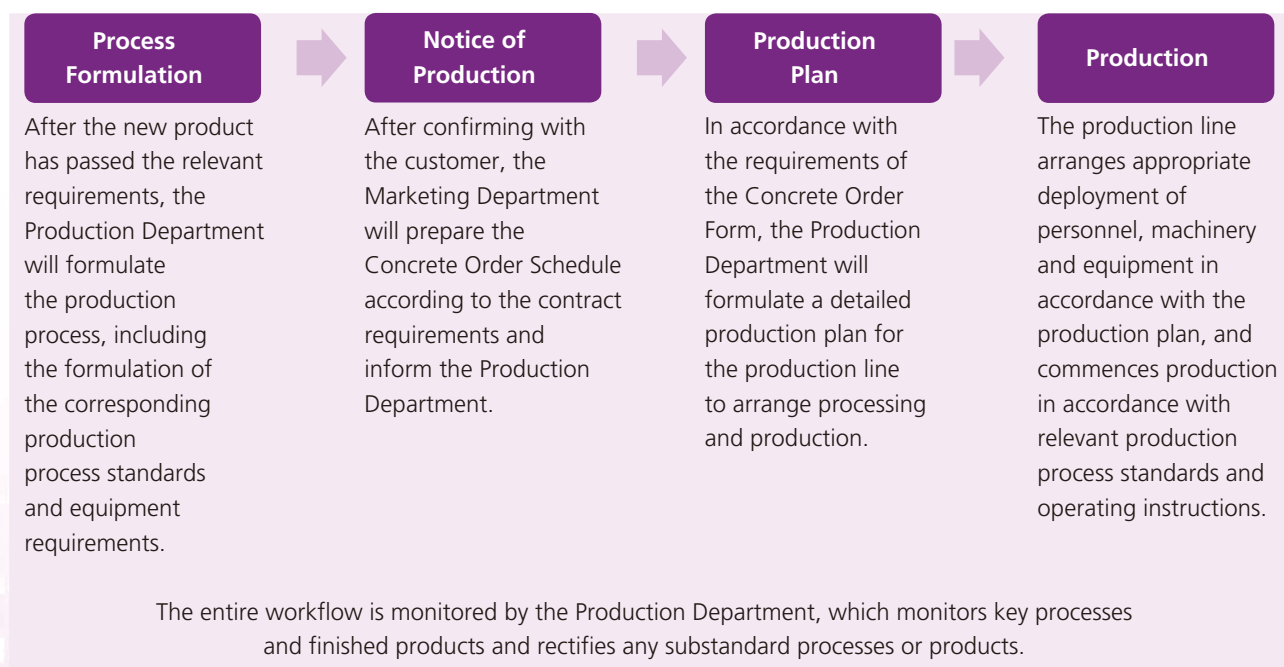 Process
Formulation
After the new product
has passed the relevant
requirements, the
Production Department
will formulate
the production
process, including
the formulation of
the corresponding
production
process standards
and equipment
requirements.
Notice of
Production
After confirming with
the customer, the
Marketing Department
will prepare the
Concrete Order Schedule
according to the contract
requirements and
inform the Production
Department.
Production
Plan
In accordance with
the requirements of
the Concrete Order
Form, the Production
Department will
formulate a detailed
production plan for
the production line
to arrange processing
and production.
Production
The production line
arranges appropriate
deployment of
personnel, machinery
and equipment in
accordance with the
production plan, and
commences production
in accordance with
relevant production
process standards and
operating instructions.
The entire workflow is monitored by the Production Department, which monitors key processes
and finished products and rectifies any substandard processes or products.